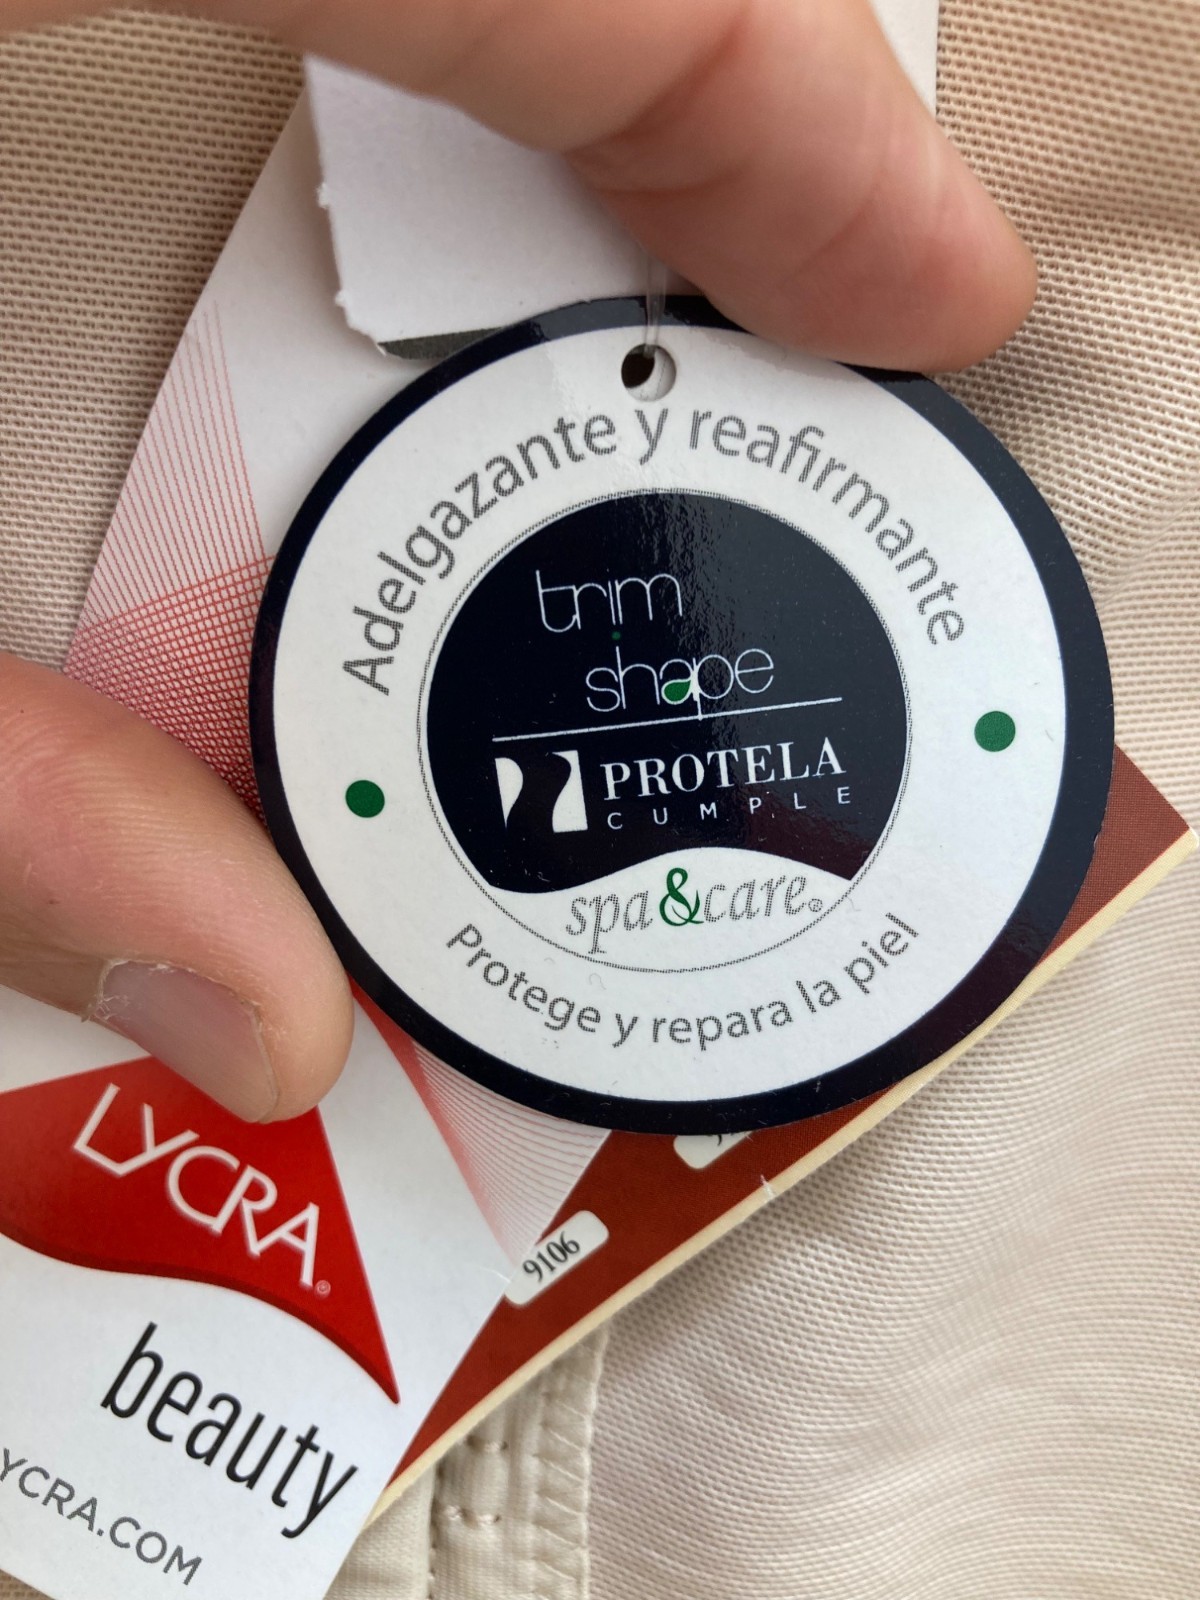 Adelgazante y reafirmante
trim
shape
PROTELA
CUMPLE
spa&care®
Protege y repara la piel
LYCRA®
beauty
YCRA.COM
9106